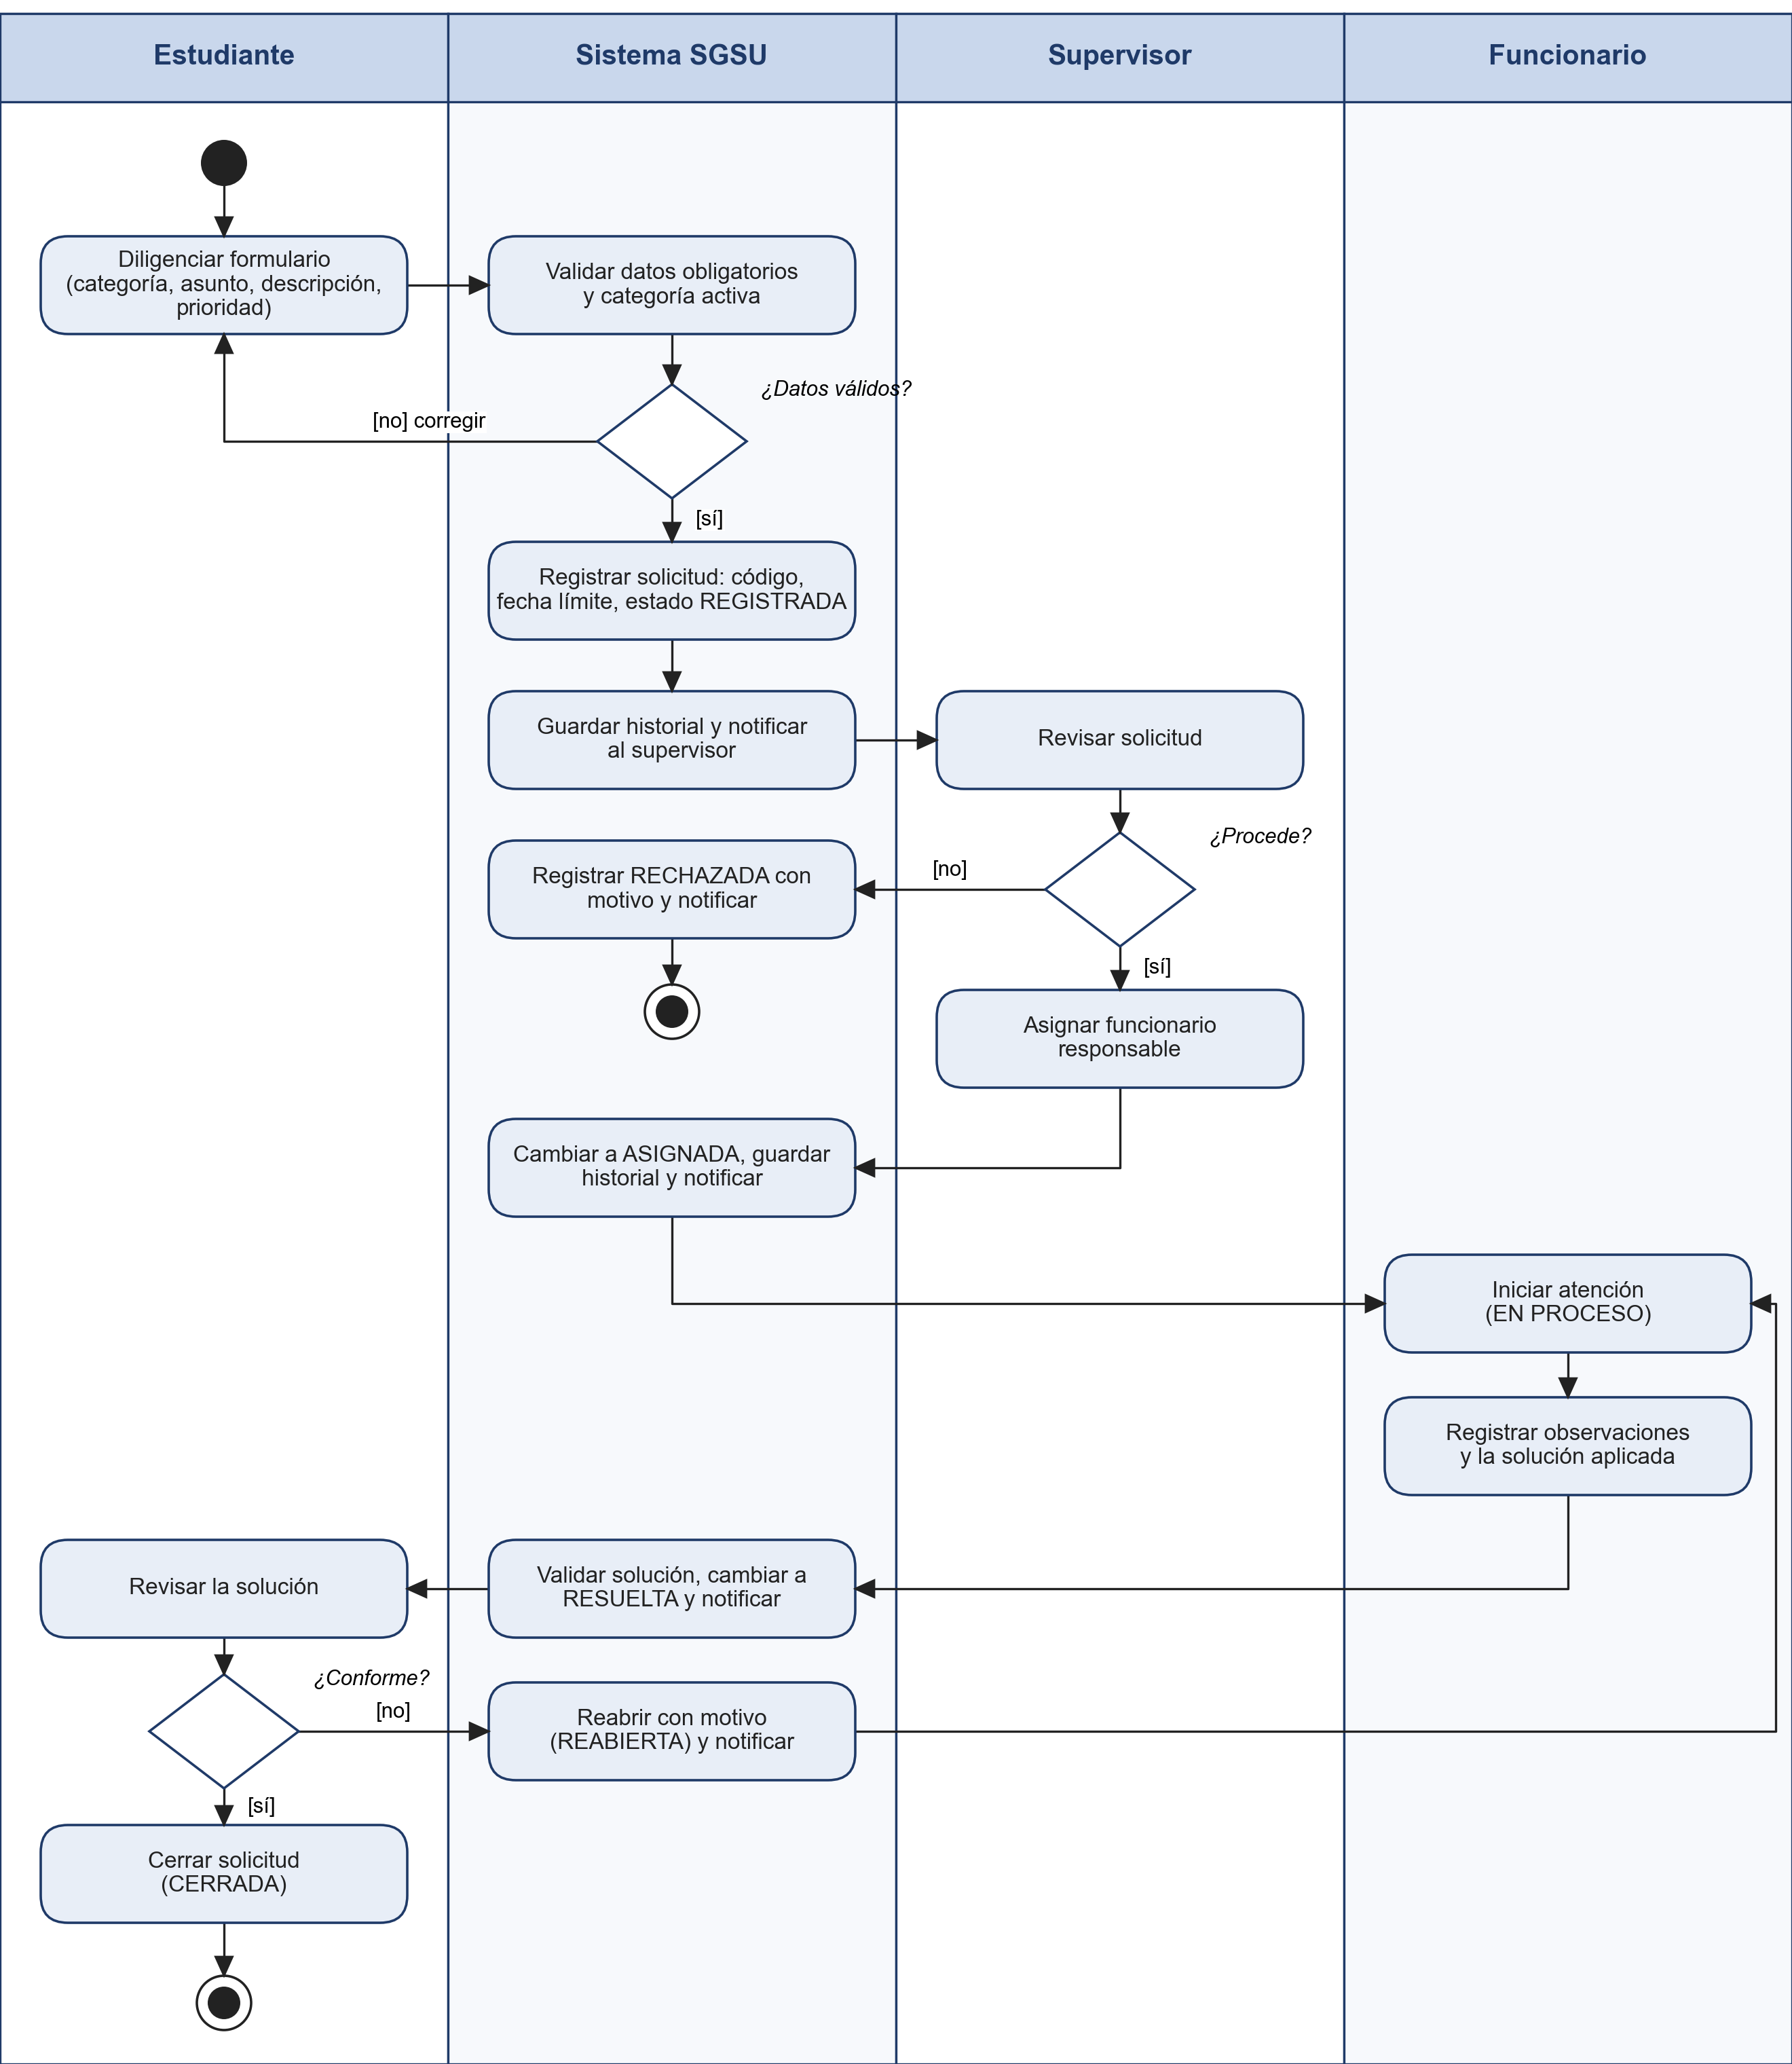 Estudiante
Sistema SGSU
Supervisor
Funcionario
Diligenciar formulario
(categoría, asunto, descripción,
prioridad)
Validar datos obligatorios
y categoría activa
¿Datos válidos?
[no] corregir
[sí]
Registrar solicitud: código,
fecha límite, estado REGISTRADA
Guardar historial y notificar
al supervisor
Revisar solicitud
¿Procede?
[no]
Registrar RECHAZADA con
motivo y notificar
[sí]
Asignar funcionario
responsable
Cambiar a ASIGNADA, guardar
historial y notificar
Iniciar atención
(EN PROCESO)
Registrar observaciones
y la solución aplicada
Validar solución, cambiar a
RESUELTA y notificar
Revisar la solución
¿Conforme?
[no]
Reabrir con motivo
(REABIERTA) y notificar
[sí]
Cerrar solicitud
(CERRADA)